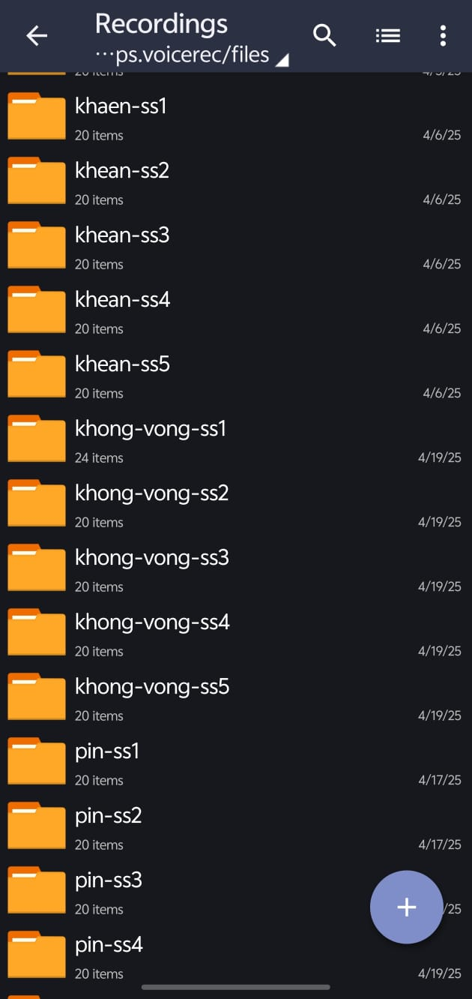 Recordings
···ps.voicerec/files
20 items 4/5/25
khaen-ss1
20 items 4/6/25
khean-ss2
20 items 4/6/25
khean-ss3
20 items 4/6/25
khean-ss4
20 items 4/6/25
khean-ss5
20 items 4/6/25
khong-vong-ss1
24 items 4/19/25
khong-vong-ss2
20 items 4/19/25
khong-vong-ss3
20 items 4/19/25
khong-vong-ss4
20 items 4/19/25
khong-vong-ss5
20 items 4/19/25
pin-ss1
20 items 4/17/25
pin-ss2
20 items 4/17/25
pin-ss3
20 items /25
pin-ss4
20 items 4/19/25